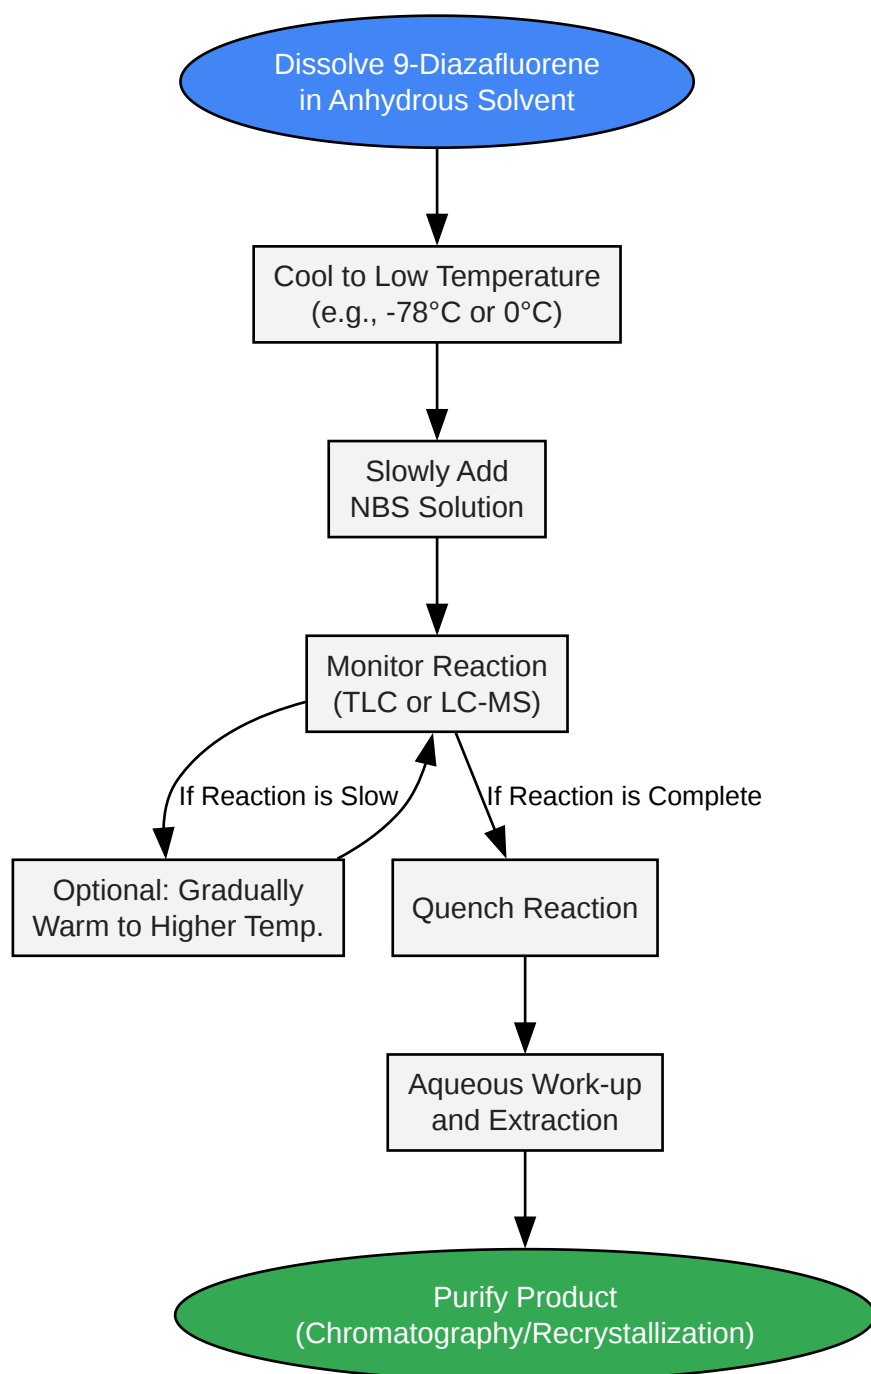 Dissolve 9-Diazafluorene
in Anhydrous Solvent
Cool to Low Temperature
(e.g., -78°C or 0°C)
Slowly Add
NBS Solution
Monitor Reaction
(TLC or LC-MS)
If Reaction is Slow
If Reaction is Complete
Optional: Gradually
Warm to Higher Temp.
Quench Reaction
Aqueous Work-up
and Extraction
Purify Product
(Chromatography/Recrystallization)